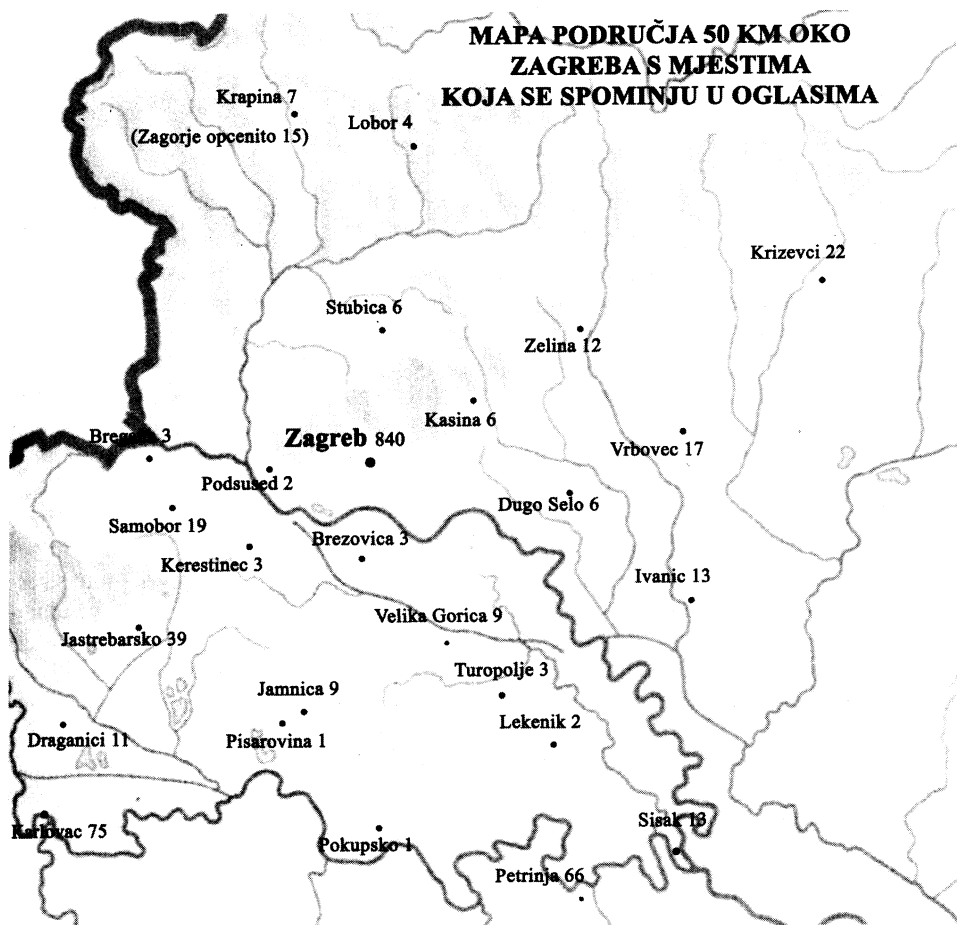 MAPA PODRUČJA 50 KM OKO
ZAGREBA S MJESTIMA
KOJA SE SPOMINJU U OGLASIMA
Krapina 7
(Zagorje opcenito 15)
Lobor 4
Krizevci 22
Stubica 6
Zelina 12
Kasina 6
Bregana 3
Zagreb 840
Vrbovec 17
Podsused 2
Dugo Selo 6
Samobor 19
Brezovica 3
Kerestinec 3
Ivanic 13
Velika Gorica 9
Jastrebarsko 39
Turopolje 3
Jamnica 9
Lekenik 2
Draganici 11
Pisarovina 1
Karlovac 75
Sisak 13
Pokupsko 1
Petrinja 66